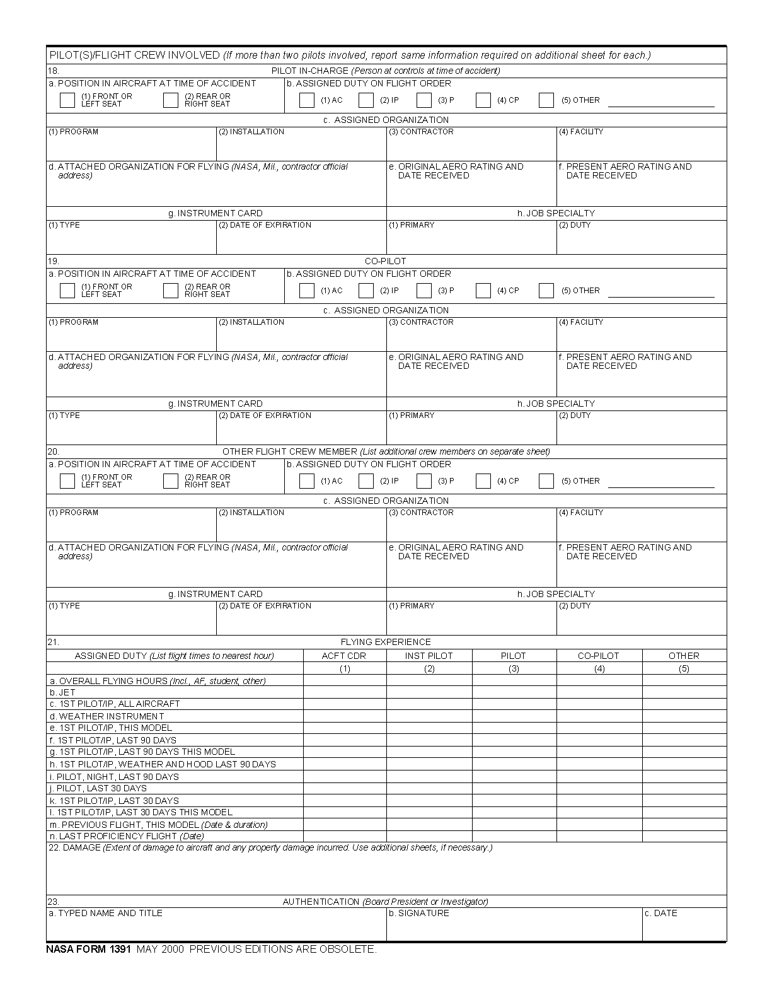 PILOT(S)/FLIGHT CREW INVOLVED (If more than two pilots involved, report same information required on additional sheet for each.)
18. PILOT IN-CHARGE (Person at controls at time of accident)
a. POSITION IN AIRCRAFT AT TIME OF ACCIDENT b. ASSIGNED DUTY ON FLIGHT ORDER
(1) FRONT OR (2) REAR OR
LEFT SEAT RIGHT SEAT (1) AC (2) IP (3) P (4) CP (5) OTHER
c. ASSIGNED ORGANIZATION
(1) PROGRAM (2) INSTALLATION (3) CONTRACTOR (4) FACILITY
d. ATTACHED ORGANIZATION FOR FLYING (NASA, Mil., contractor official e. ORIGINAL AERO RATING AND f. PRESENT AERO RATING AND
address) DATE RECEIVED DATE RECEIVED
g. INSTRUMENT CARD h. JOB SPECIALTY
(1) TYPE (2) DATE OF EXPIRATION (1) PRIMARY (2) DUTY
19. CO-PILOT
a. POSITION IN AIRCRAFT AT TIME OF ACCIDENT b. ASSIGNED DUTY ON FLIGHT ORDER
(1) FRONT OR (2) REAR OR
LEFT SEAT RIGHT SEAT (1) AC (2) IP (3) P (4) CP (5) OTHER
c. ASSIGNED ORGANIZATION
(1) PROGRAM (2) INSTALLATION (3) CONTRACTOR (4) FACILITY
d. ATTACHED ORGANIZATION FOR FLYING (NASA, Mil., contractor official e. ORIGINAL AERO RATING AND f. PRESENT AERO RATING AND
address) DATE RECEIVED DATE RECEIVED
g. INSTRUMENT CARD h. JOB SPECIALTY
(1) TYPE (2) DATE OF EXPIRATION (1) PRIMARY (2) DUTY
20. OTHER FLIGHT CREW MEMBER (List additional crew members on separate sheet)
a. POSITION IN AIRCRAFT AT TIME OF ACCIDENT b. ASSIGNED DUTY ON FLIGHT ORDER
(1) FRONT OR (2) REAR OR
LEFT SEAT RIGHT SEAT (1) AC (2) IP (3) P (4) CP (5) OTHER
c. ASSIGNED ORGANIZATION
(1) PROGRAM (2) INSTALLATION (3) CONTRACTOR (4) FACILITY
d. ATTACHED ORGANIZATION FOR FLYING (NASA, Mil., contractor official e. ORIGINAL AERO RATING AND f. PRESENT AERO RATING AND
address) DATE RECEIVED DATE RECEIVED
g. INSTRUMENT CARD h. JOB SPECIALTY
(1) TYPE (2) DATE OF EXPIRATION (1) PRIMARY (2) DUTY
21. FLYING EXPERIENCE
ASSIGNED DUTY (List flight times to nearest hour) ACFT CDR INST PILOT PILOT CO-PILOT OTHER
(1) (2) (3) (4) (5)
a. OVERALL FLYING HOURS (Incl., AF, student, other)
b. JET
c. 1ST PILOT/IP, ALL AIRCRAFT
d. WEATHER INSTRUMENT
e. 1ST PILOT/IP, THIS MODEL
f. 1ST PILOT/IP, LAST 90 DAYS
g. 1ST PILOT/IP, LAST 90 DAYS THIS MODEL
h. 1ST PILOT/IP, WEATHER AND HOOD LAST 90 DAYS
i. PILOT, NIGHT, LAST 90 DAYS
j. PILOT, LAST 30 DAYS
k. 1ST PILOT/IP, LAST 30 DAYS
l. 1ST PILOT/IP, LAST 30 DAYS THIS MODEL
m. PREVIOUS FLIGHT, THIS MODEL (Date & duration)
n. LAST PROFICIENCY FLIGHT (Date)
22. DAMAGE (Extent of damage to aircraft and any property damage incurred. Use additional sheets, if necessary.)
23. AUTHENTICATION (Board President or Investigator)
a. TYPED NAME AND TITLE b. SIGNATURE c. DATE
NASA FORM 1391 MAY 2000 PREVIOUS EDITIONS ARE OBSOLETE.